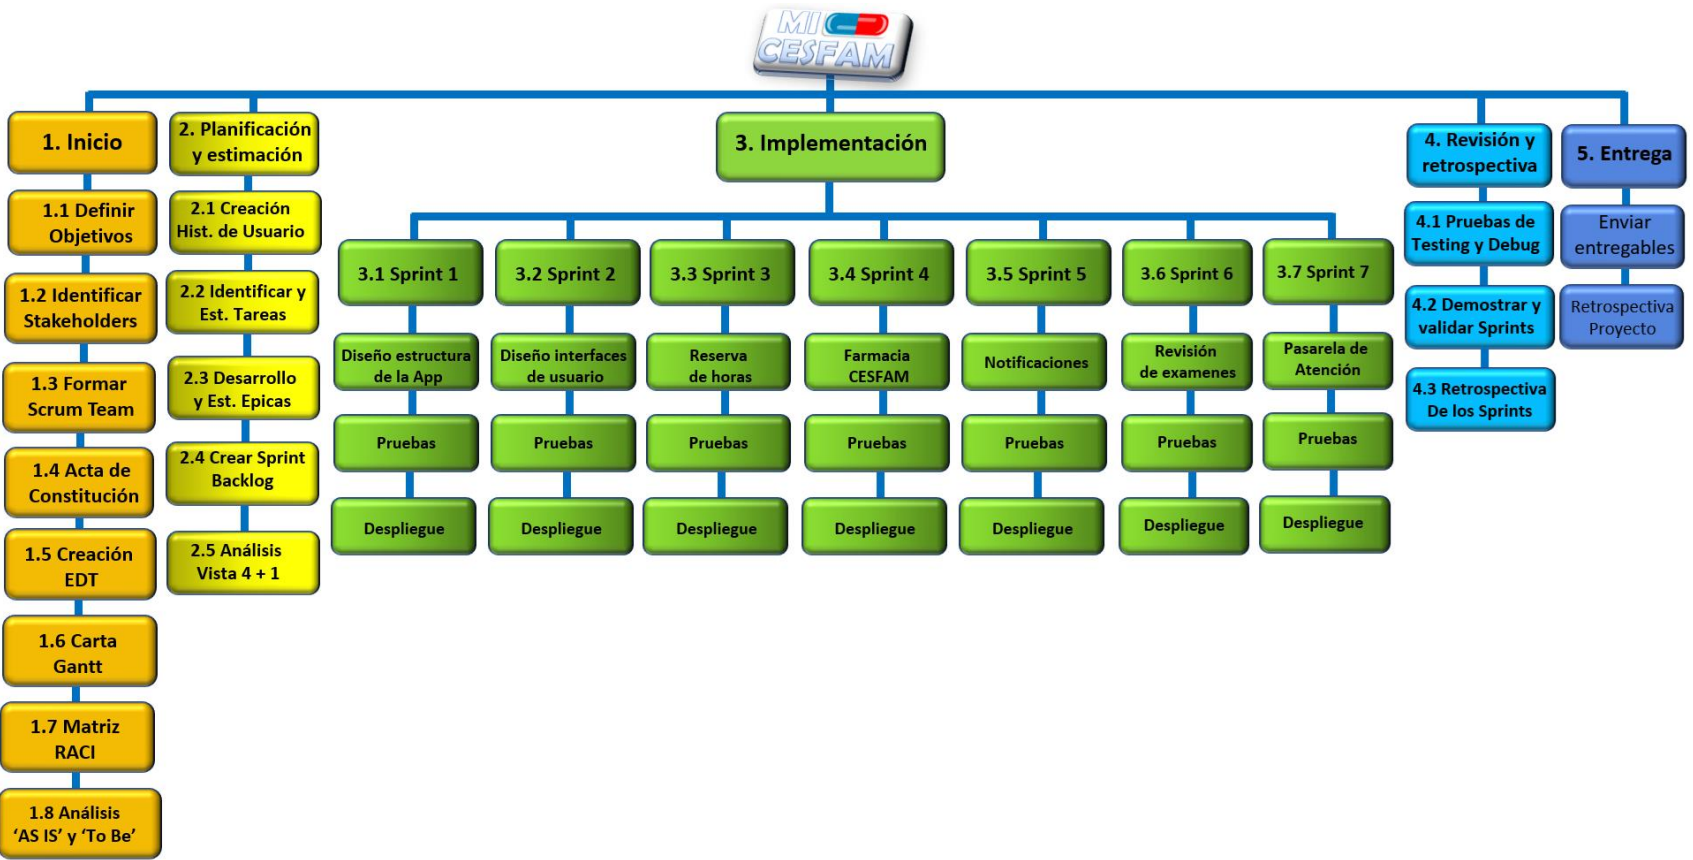 MI
CESFAM
1. Inicio
1.1 Definir
Objetivos
1.2 Identificar
Stakeholders
1.3 Formar
Scrum Team
1.4 Acta de
Constitución
1.5 Creación
EDT
1.6 Carta
Gantt
1.7 Matriz
RACI
1.8 Análisis
‘AS IS’ y ‘To Be’
2. Planificación
y estimación
2.1 Creación
Hist. de Usuario
2.2 Identificar y
Est. Tareas
2.3 Desarrollo
y Est. Epicas
2.4 Crear Sprint
Backlog
2.5 Análisis
Vista 4 + 1
3. Implementación
3.1 Sprint 1
Diseño estructura
de la App
Pruebas
Despliegue
3.2 Sprint 2
Diseño interfaces
de usuario
Pruebas
Despliegue
3.3 Sprint 3
Reserva
de horas
Pruebas
Despliegue
3.4 Sprint 4
Farmacia
CESFAM
Pruebas
Despliegue
3.5 Sprint 5
Notificaciones
Pruebas
Despliegue
3.6 Sprint 6
Revisión
de examenes
Pruebas
Despliegue
3.7 Sprint 7
Pasarela de
Atención
Pruebas
Despliegue
4. Revisión y
retrospectiva
4.1 Pruebas de
Testing y Debug
4.2 Demostrar y
validar Sprints
4.3 Retrospectiva
De los Sprints
5. Entrega
Enviar
entregables
Retrospectiva
Proyecto